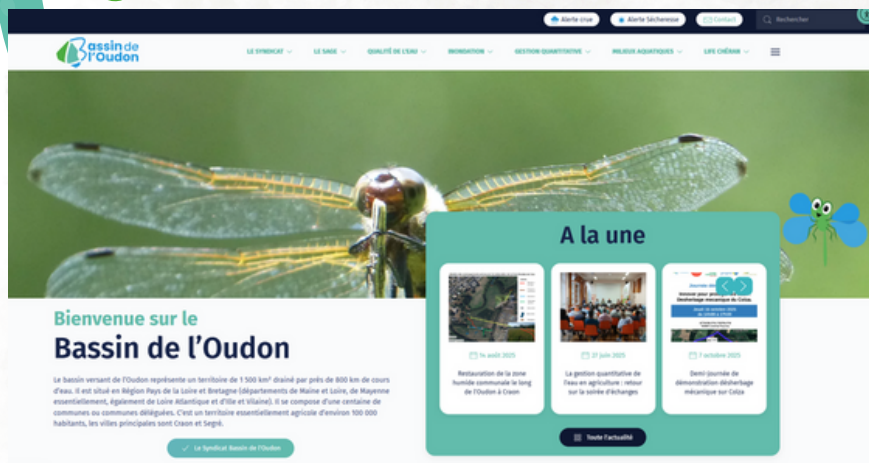 Alerte crue
Alerte Sécheresse
Contact
Rechercher
Bassin de
l'Oudon
LE SYNDICAT
LE SAGE
QUALITÉ DE L'EAU
INONDATION
GESTION QUANTITATIVE
MILIEUX AQUATIQUES
LIFE CHÉRAN
A la une
14 août 2025
Restauration de la zone
humide communale le long
de l'Oudon à Craon
27 juin 2025
La gestion quantitative de
l'eau en agriculture : retour
sur la soirée d'échanges
7 octobre 2025
Demi-journée de
démonstration désherbage
mécanique sur Colza
Toute l'actualité
Bienvenue sur le
Bassin de l'Oudon
Le bassin versant de l'Oudon représente un territoire de 1 500 km² drainé par près de 800 km de cours
d'eau. Il est situé en Région Pays de la Loire et Bretagne (départements de Maine et Loire, de Mayenne
essentiellement, également de Loire Atlantique et d'Ille et Vilaine). Il se compose d'une centaine de
communes ou communes déléguées. C'est un territoire essentiellement agricole d'environ 100 000
habitants, les villes principales sont Craon et Segré.
Le Syndicat Bassin de l'Oudon